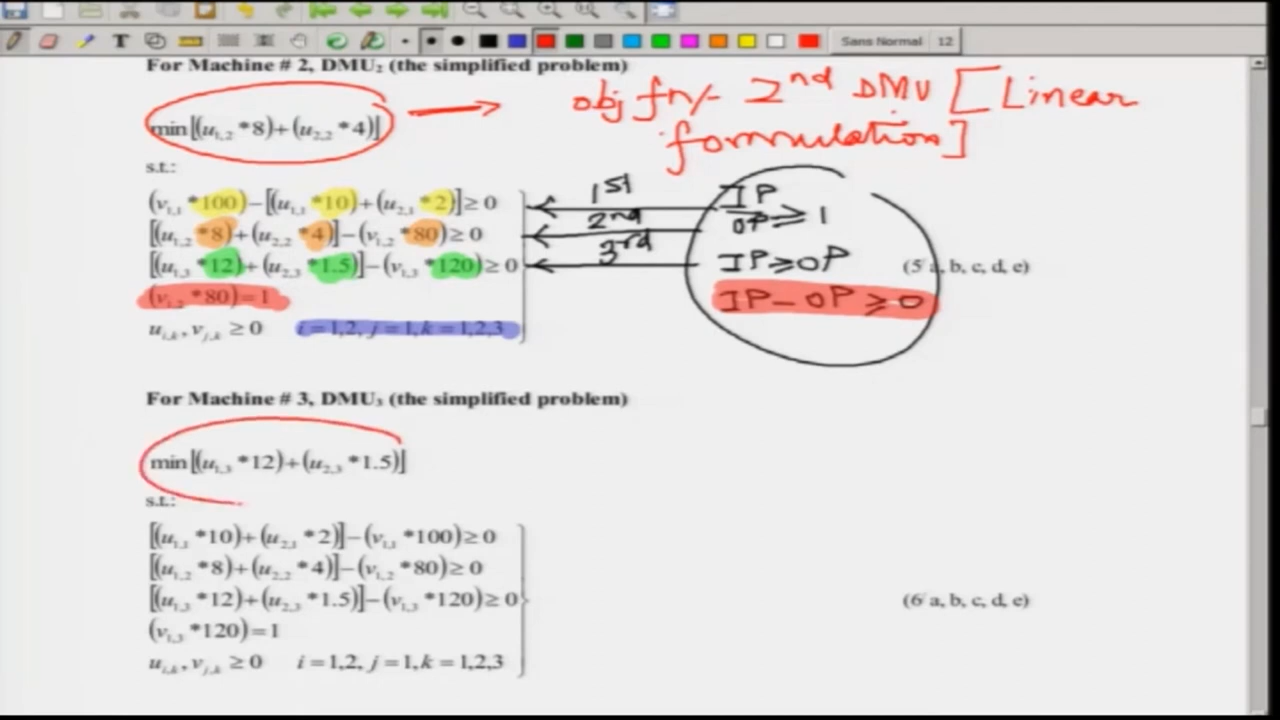 Sans Normal 12
For Machine # 2, DMU₂ (the simplified problem)
obj fn/- 2nd DMU [Linear
formulation]
min[(u₁,₂ *8)+(u₂,₂ *4)]
s.t.:
(v₁,₁ *100)−[(u₁,₁ *10)+(u₂,₁ *2)]≥0
1st
IP
[(u₁,₂ *8)+(u₂,₂ *4)]−(v₁,₂ *80)≥0
2nd
OP ≥ 1
[(u₁,₃ *12)+(u₂,₃ *1.5)]−(v₁,₃ *120)≥0
3rd
IP ≥ OP
(5 a, b, c, d, e)
(v₁,₂ *80)=1
IP − OP ≥ 0
uᵢ,ₖ, vⱼ,ₖ ≥ 0 i=1,2, j=1, k=1,2,3
For Machine # 3, DMU₃ (the simplified problem)
min[(u₁,₃ *12)+(u₂,₃ *1.5)]
s.t.:
[(u₁,₁ *10)+(u₂,₁ *2)]−(v₁,₁ *100)≥0
[(u₁,₂ *8)+(u₂,₂ *4)]−(v₁,₂ *80)≥0
[(u₁,₃ *12)+(u₂,₃ *1.5)]−(v₁,₃ *120)≥0
(6 a, b, c, d, e)
(v₁,₃ *120)=1
uᵢ,ₖ, vⱼ,ₖ ≥ 0 i=1,2, j=1, k=1,2,3